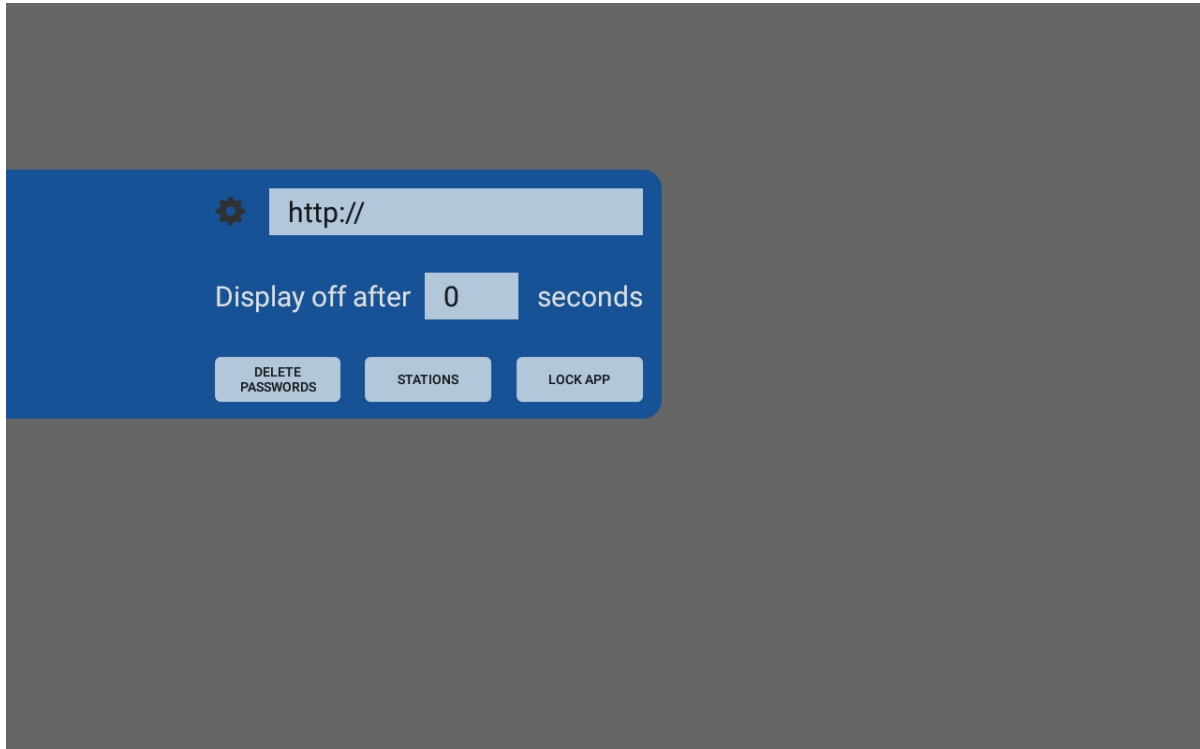 http://
Display off after 0 seconds
DELETE
PASSWORDS
STATIONS
LOCK APP